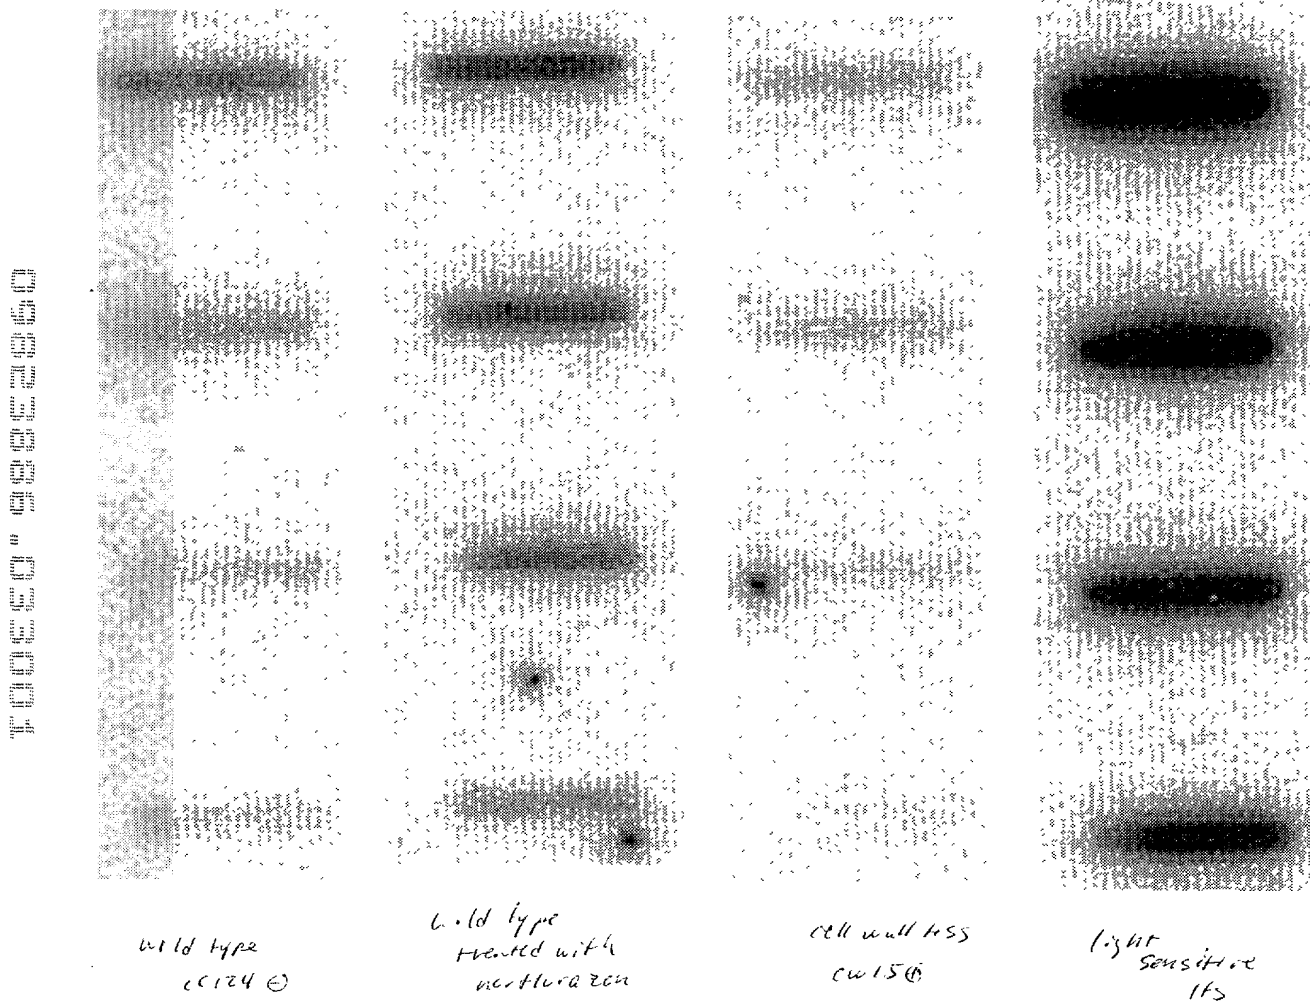 wild type
cc124 ⊖
wild type
treated with
norflurazon
cell wall less
cw15⊕
light
sensitive
lts